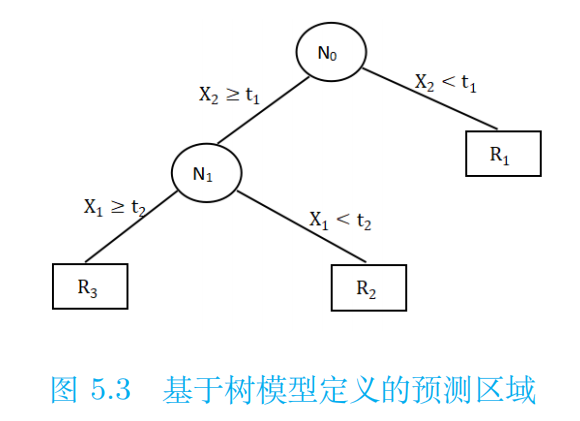 N₀
X₂ ≥ t₁
X₂ < t₁
R₁
N₁
X₁ ≥ t₂
X₁ < t₂
R₃
R₂
图 5.3 基于树模型定义的预测区域